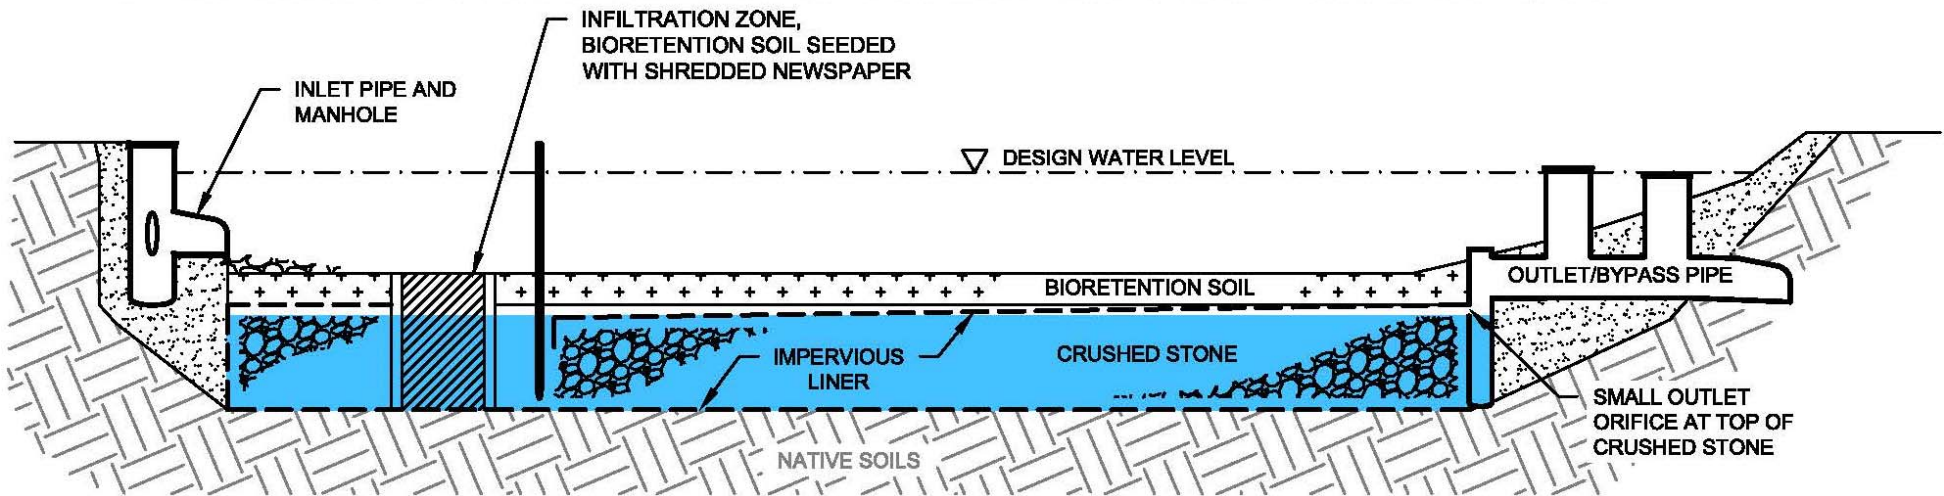 INFILTRATION ZONE,
BIORETENTION SOIL SEEDED
WITH SHREDDED NEWSPAPER
INLET PIPE AND
MANHOLE
DESIGN WATER LEVEL
BIORETENTION SOIL
OUTLET/BYPASS PIPE
IMPERVIOUS
LINER
CRUSHED STONE
SMALL OUTLET
ORIFICE AT TOP OF
CRUSHED STONE
NATIVE SOILS